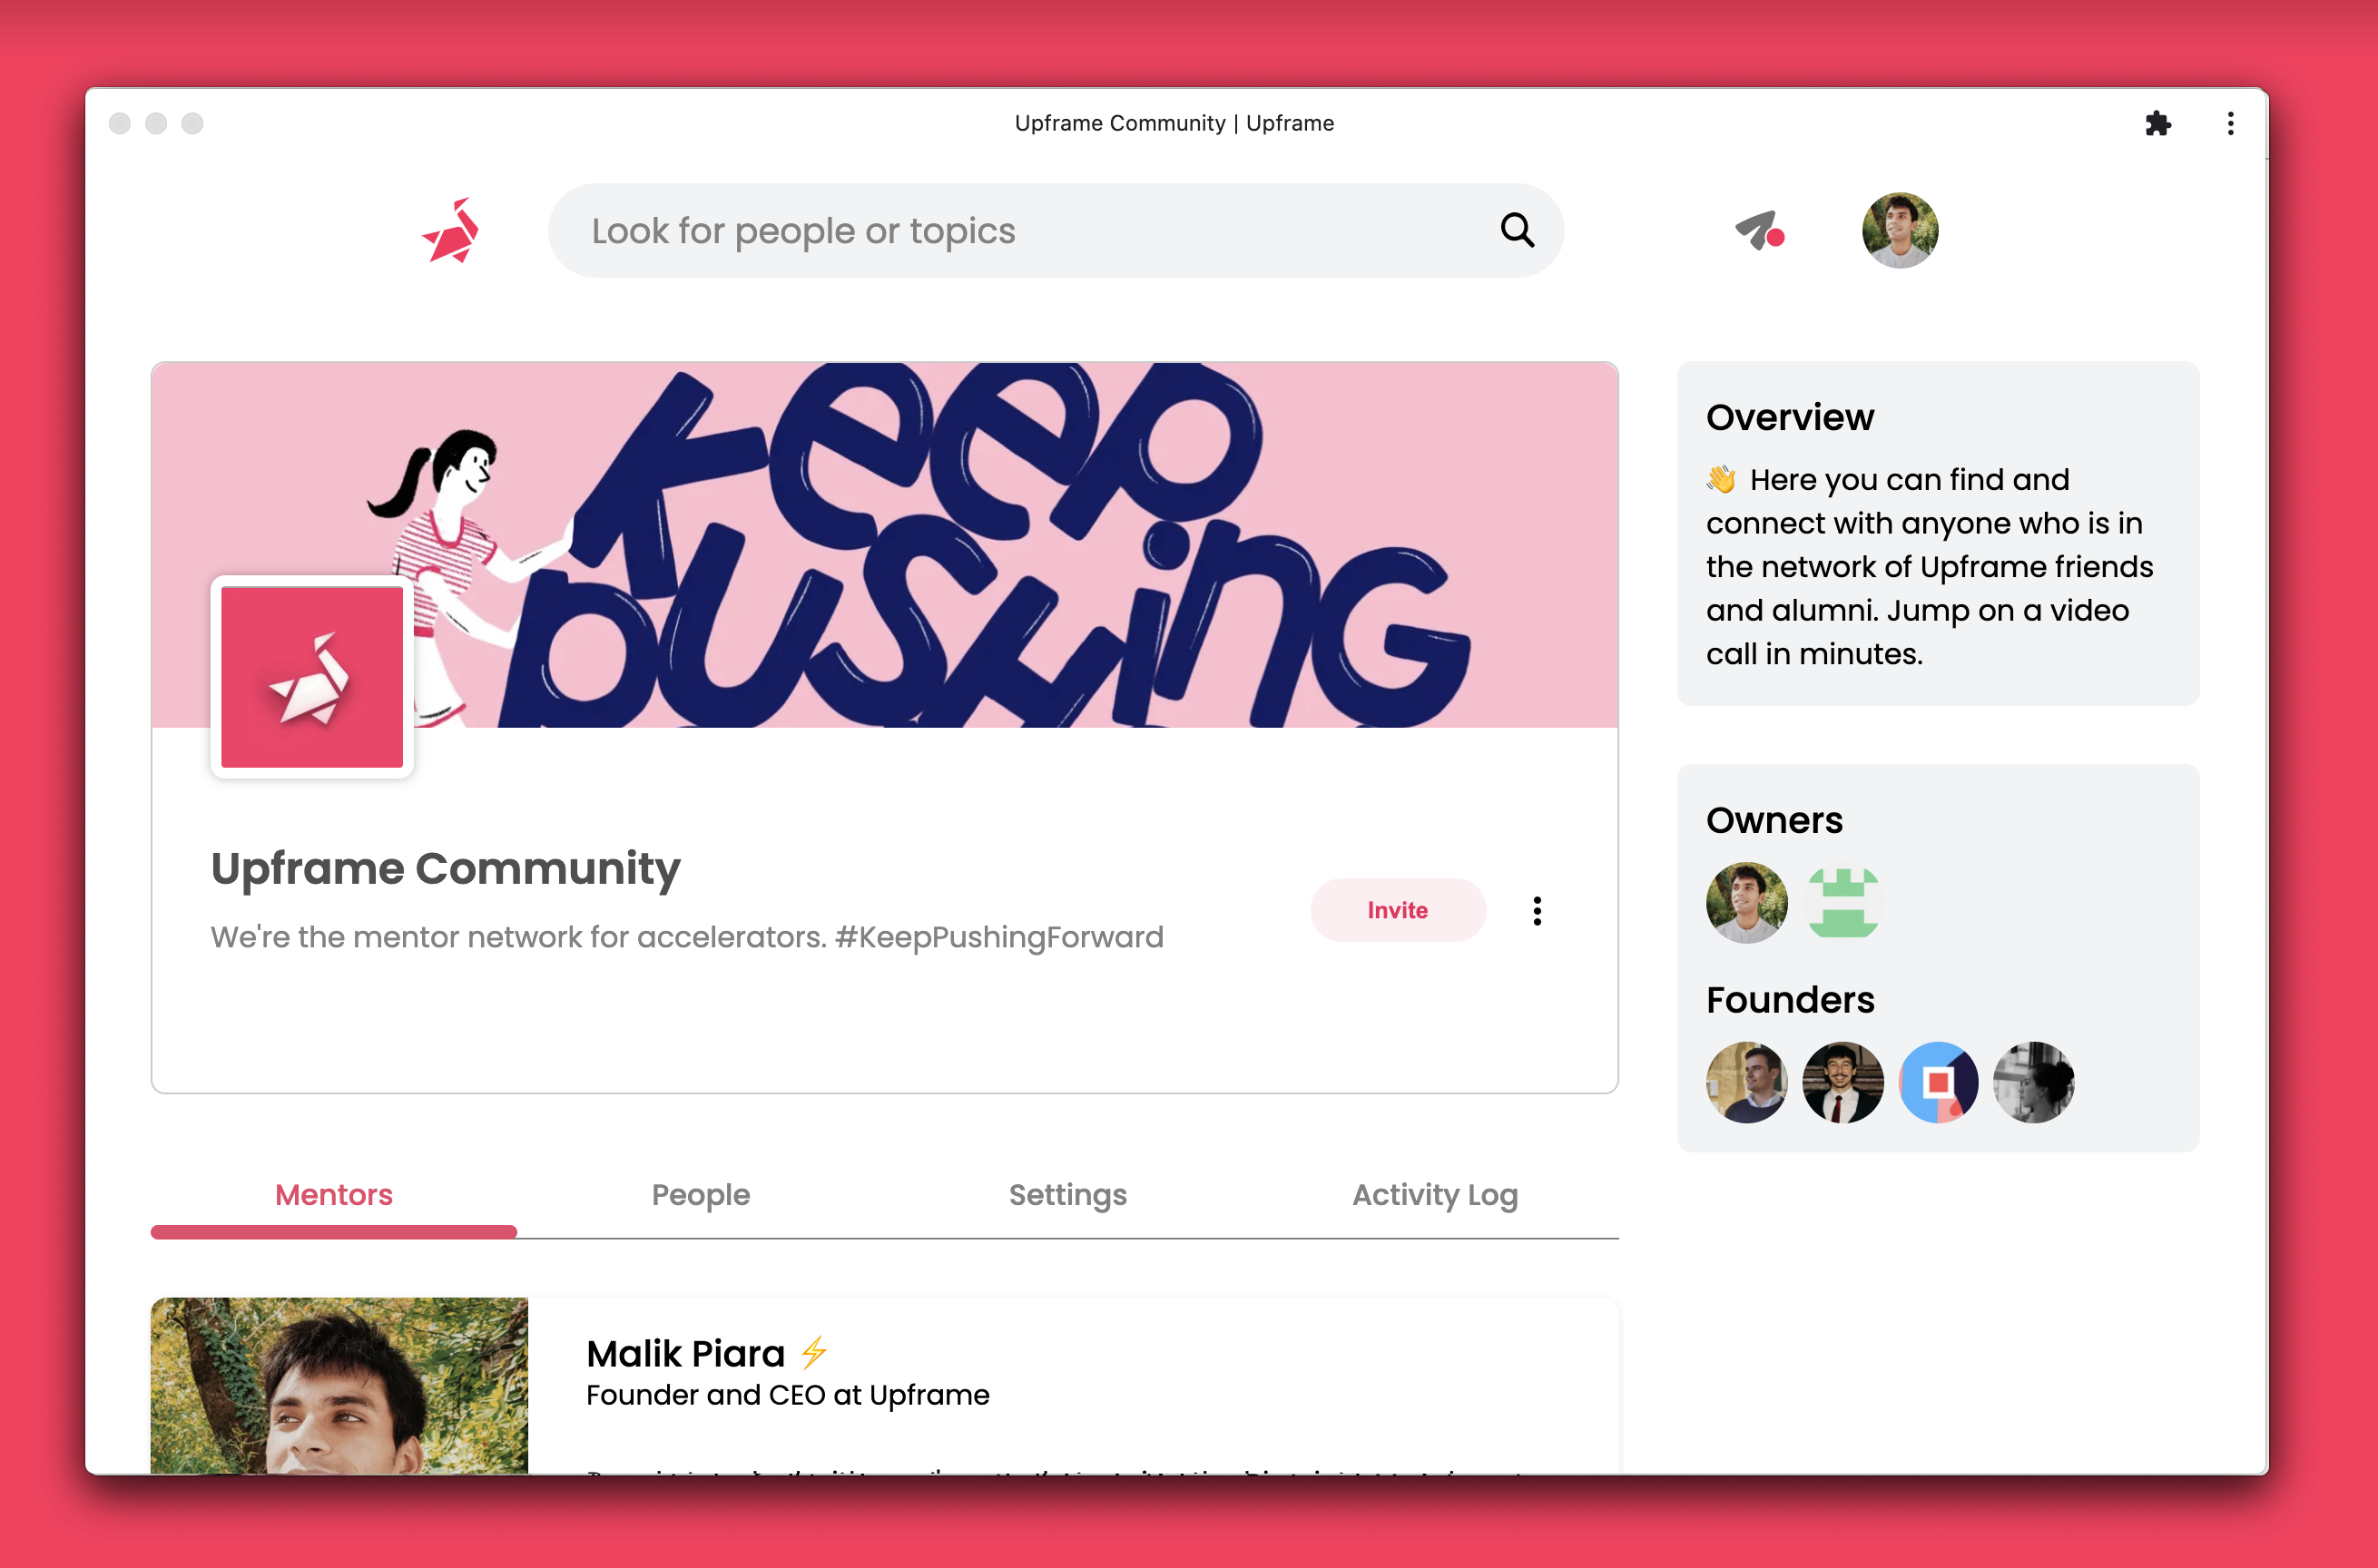 Upframe Community | Upframe
Look for people or topics
Keep
PUSHinG
Upframe Community
We're the mentor network for accelerators. #KeepPushingForward
Invite
Overview
👋 Here you can find and
connect with anyone who is in
the network of Upframe friends
and alumni. Jump on a video
call in minutes.
Owners
Founders
Mentors
People
Settings
Activity Log
Malik Piara ⚡
Founder and CEO at Upframe